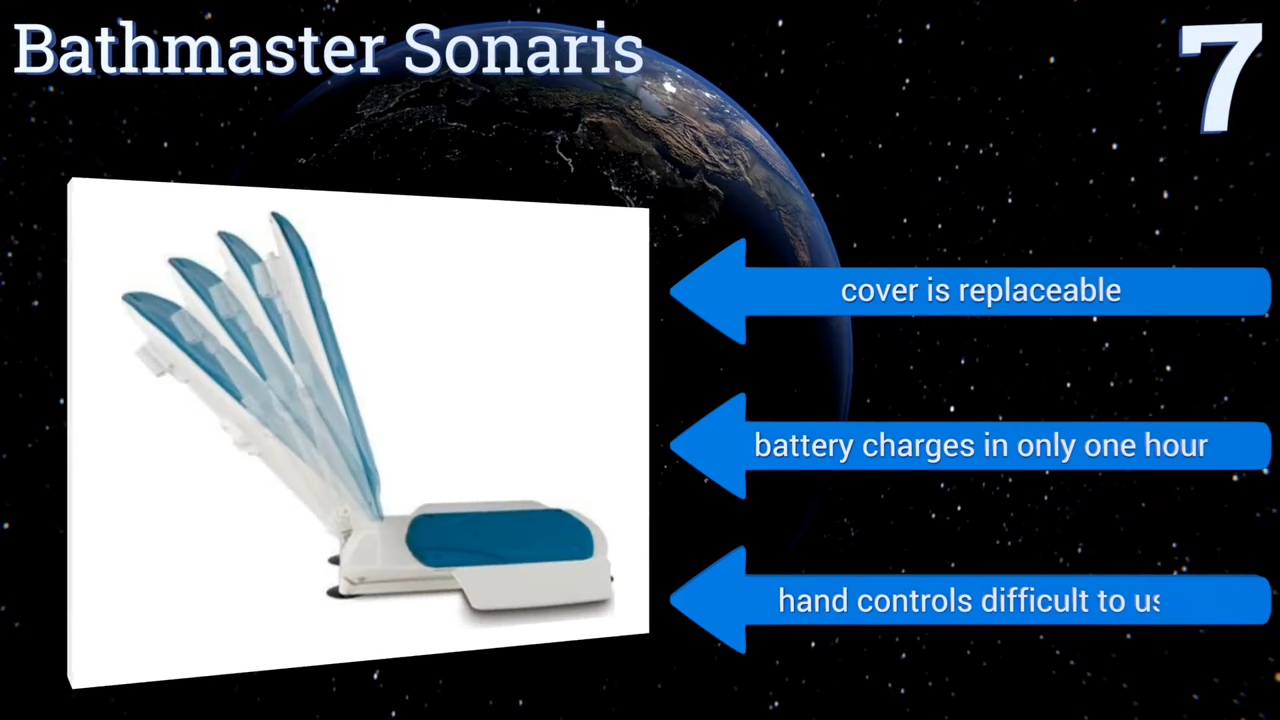 Bathmaster Sonaris
7
cover is replaceable
battery charges in only one hour
hand controls difficult to us